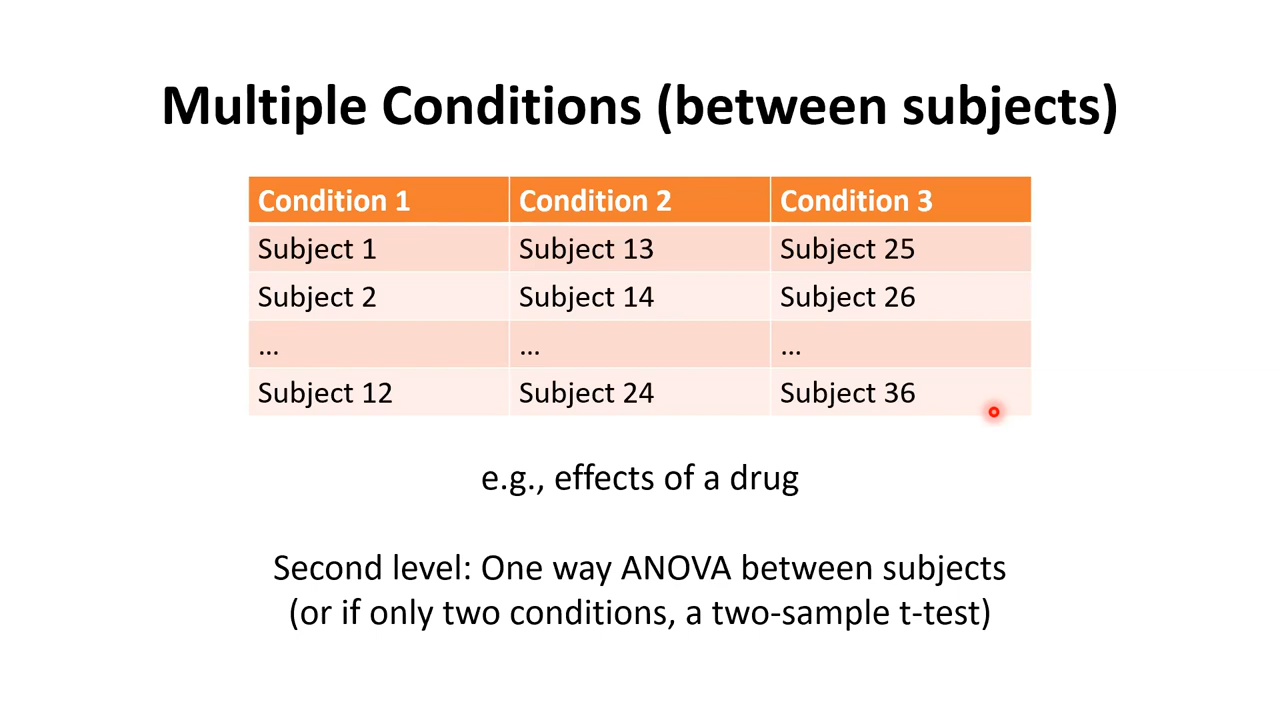 Multiple Conditions (between subjects)
Condition 1 Condition 2 Condition 3
Subject 1 Subject 13 Subject 25
Subject 2 Subject 14 Subject 26
... ... ...
Subject 12 Subject 24 Subject 36
e.g., effects of a drug
Second level: One way ANOVA between subjects
(or if only two conditions, a two-sample t-test)